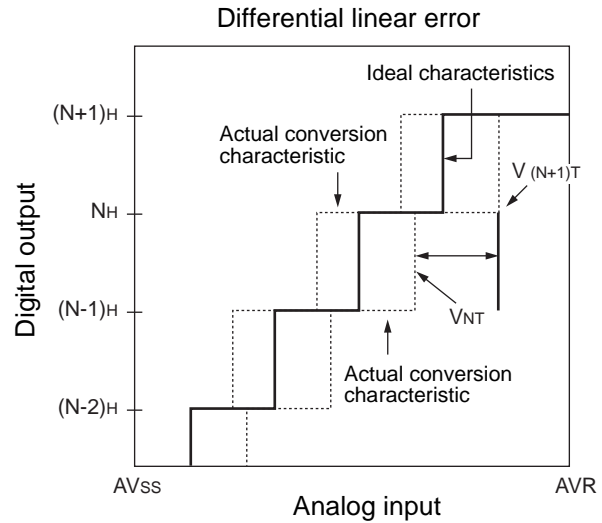 Differential linear error
Ideal characteristics
(N+1)H
Actual conversion
characteristic
V (N+1)T
NH
Digital output
(N-1)H
VNT
Actual conversion
characteristic
(N-2)H
AVss
AVR
Analog input